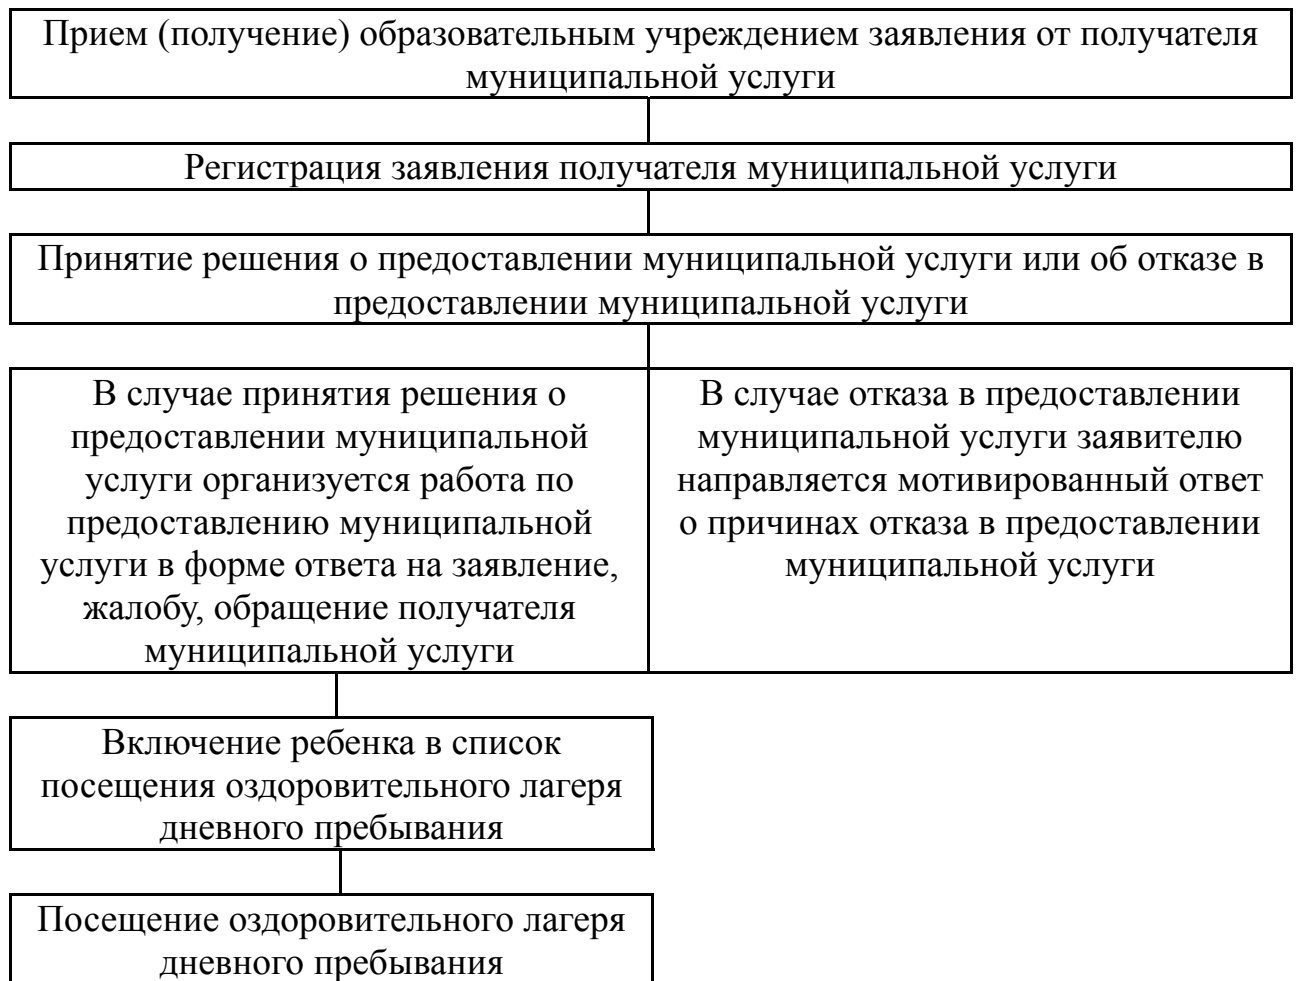 Прием (получение) образовательным учреждением заявления от получателя
муниципальной услуги
Регистрация заявления получателя муниципальной услуги
Принятие решения о предоставлении муниципальной услуги или об отказе в
предоставлении муниципальной услуги
В случае принятия решения о
предоставлении муниципальной
услуги организуется работа по
предоставлению муниципальной
услуги в форме ответа на заявление,
жалобу, обращение получателя
муниципальной услуги
В случае отказа в предоставлении
муниципальной услуги заявителю
направляется мотивированный ответ
о причинах отказа в предоставлении
муниципальной услуги
Включение ребенка в список
посещения оздоровительного лагеря
дневного пребывания
Посещение оздоровительного лагеря
дневного пребывания